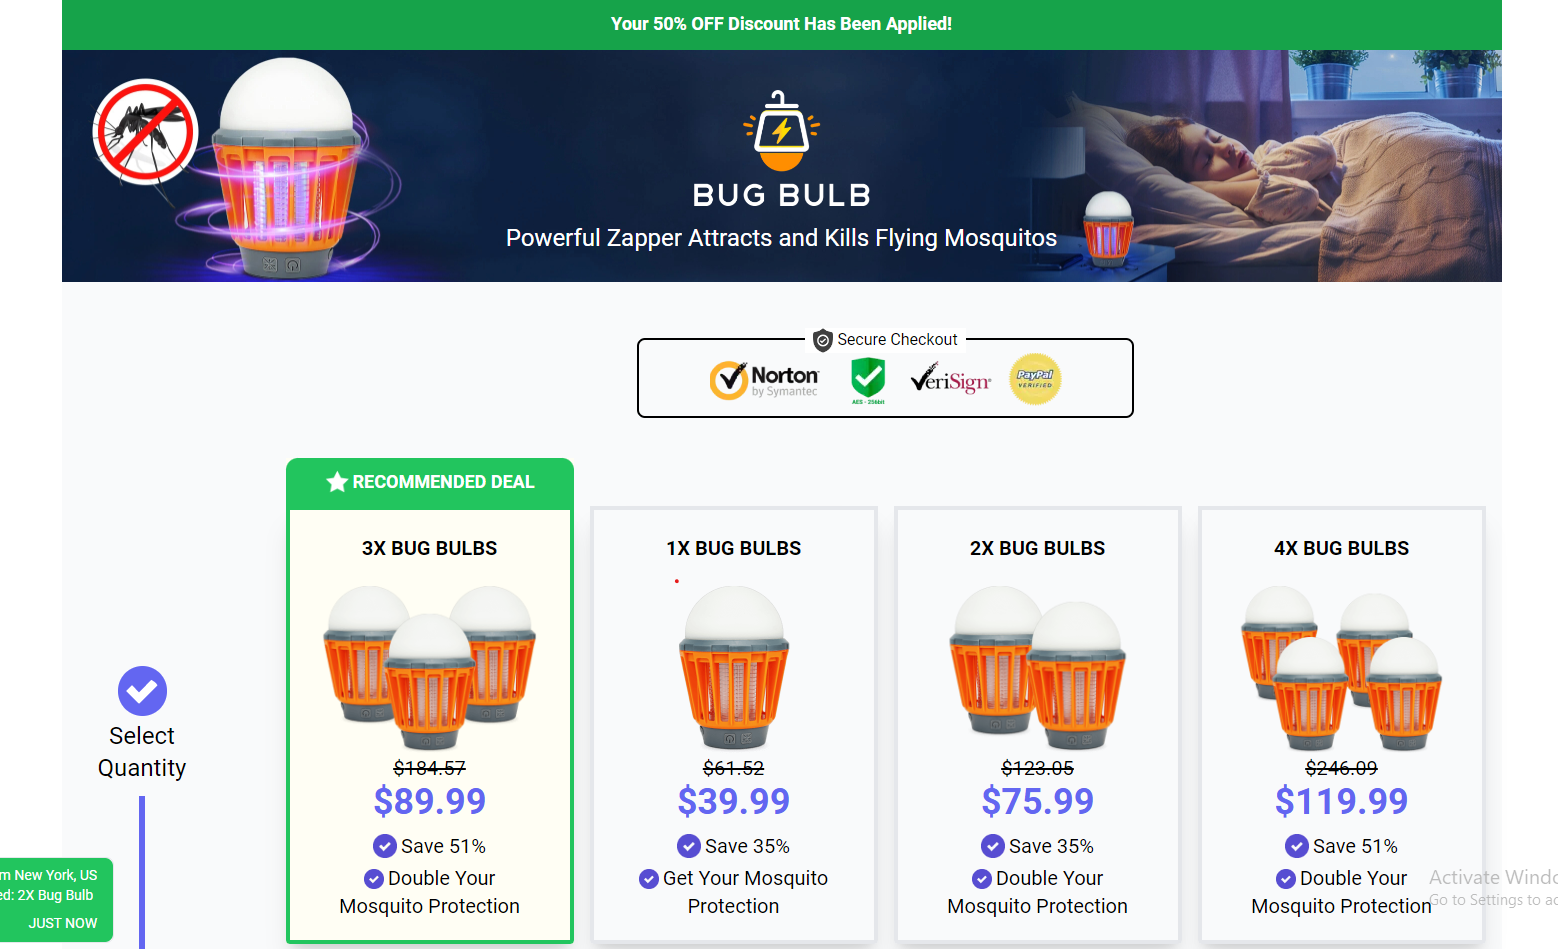 Your 50% OFF Discount Has Been Applied!
BUG BULB
Powerful Zapper Attracts and Kills Flying Mosquitos
Secure Checkout
Norton
by Symantec
AES - 256bit
VeriSign
PayPal
VERIFIED
RECOMMENDED DEAL
3X BUG BULBS
$184.57
$89.99
Save 51%
Double Your
Mosquito Protection
1X BUG BULBS
$61.52
$39.99
Save 35%
Get Your Mosquito
Protection
2X BUG BULBS
$123.05
$75.99
Save 35%
Double Your
Mosquito Protection
4X BUG BULBS
$246.09
$119.99
Save 51%
Double Your
Mosquito Protection
Select
Quantity
m New York, US
ed: 2X Bug Bulb
JUST NOW
Activate Windo
Go to Settings to ac